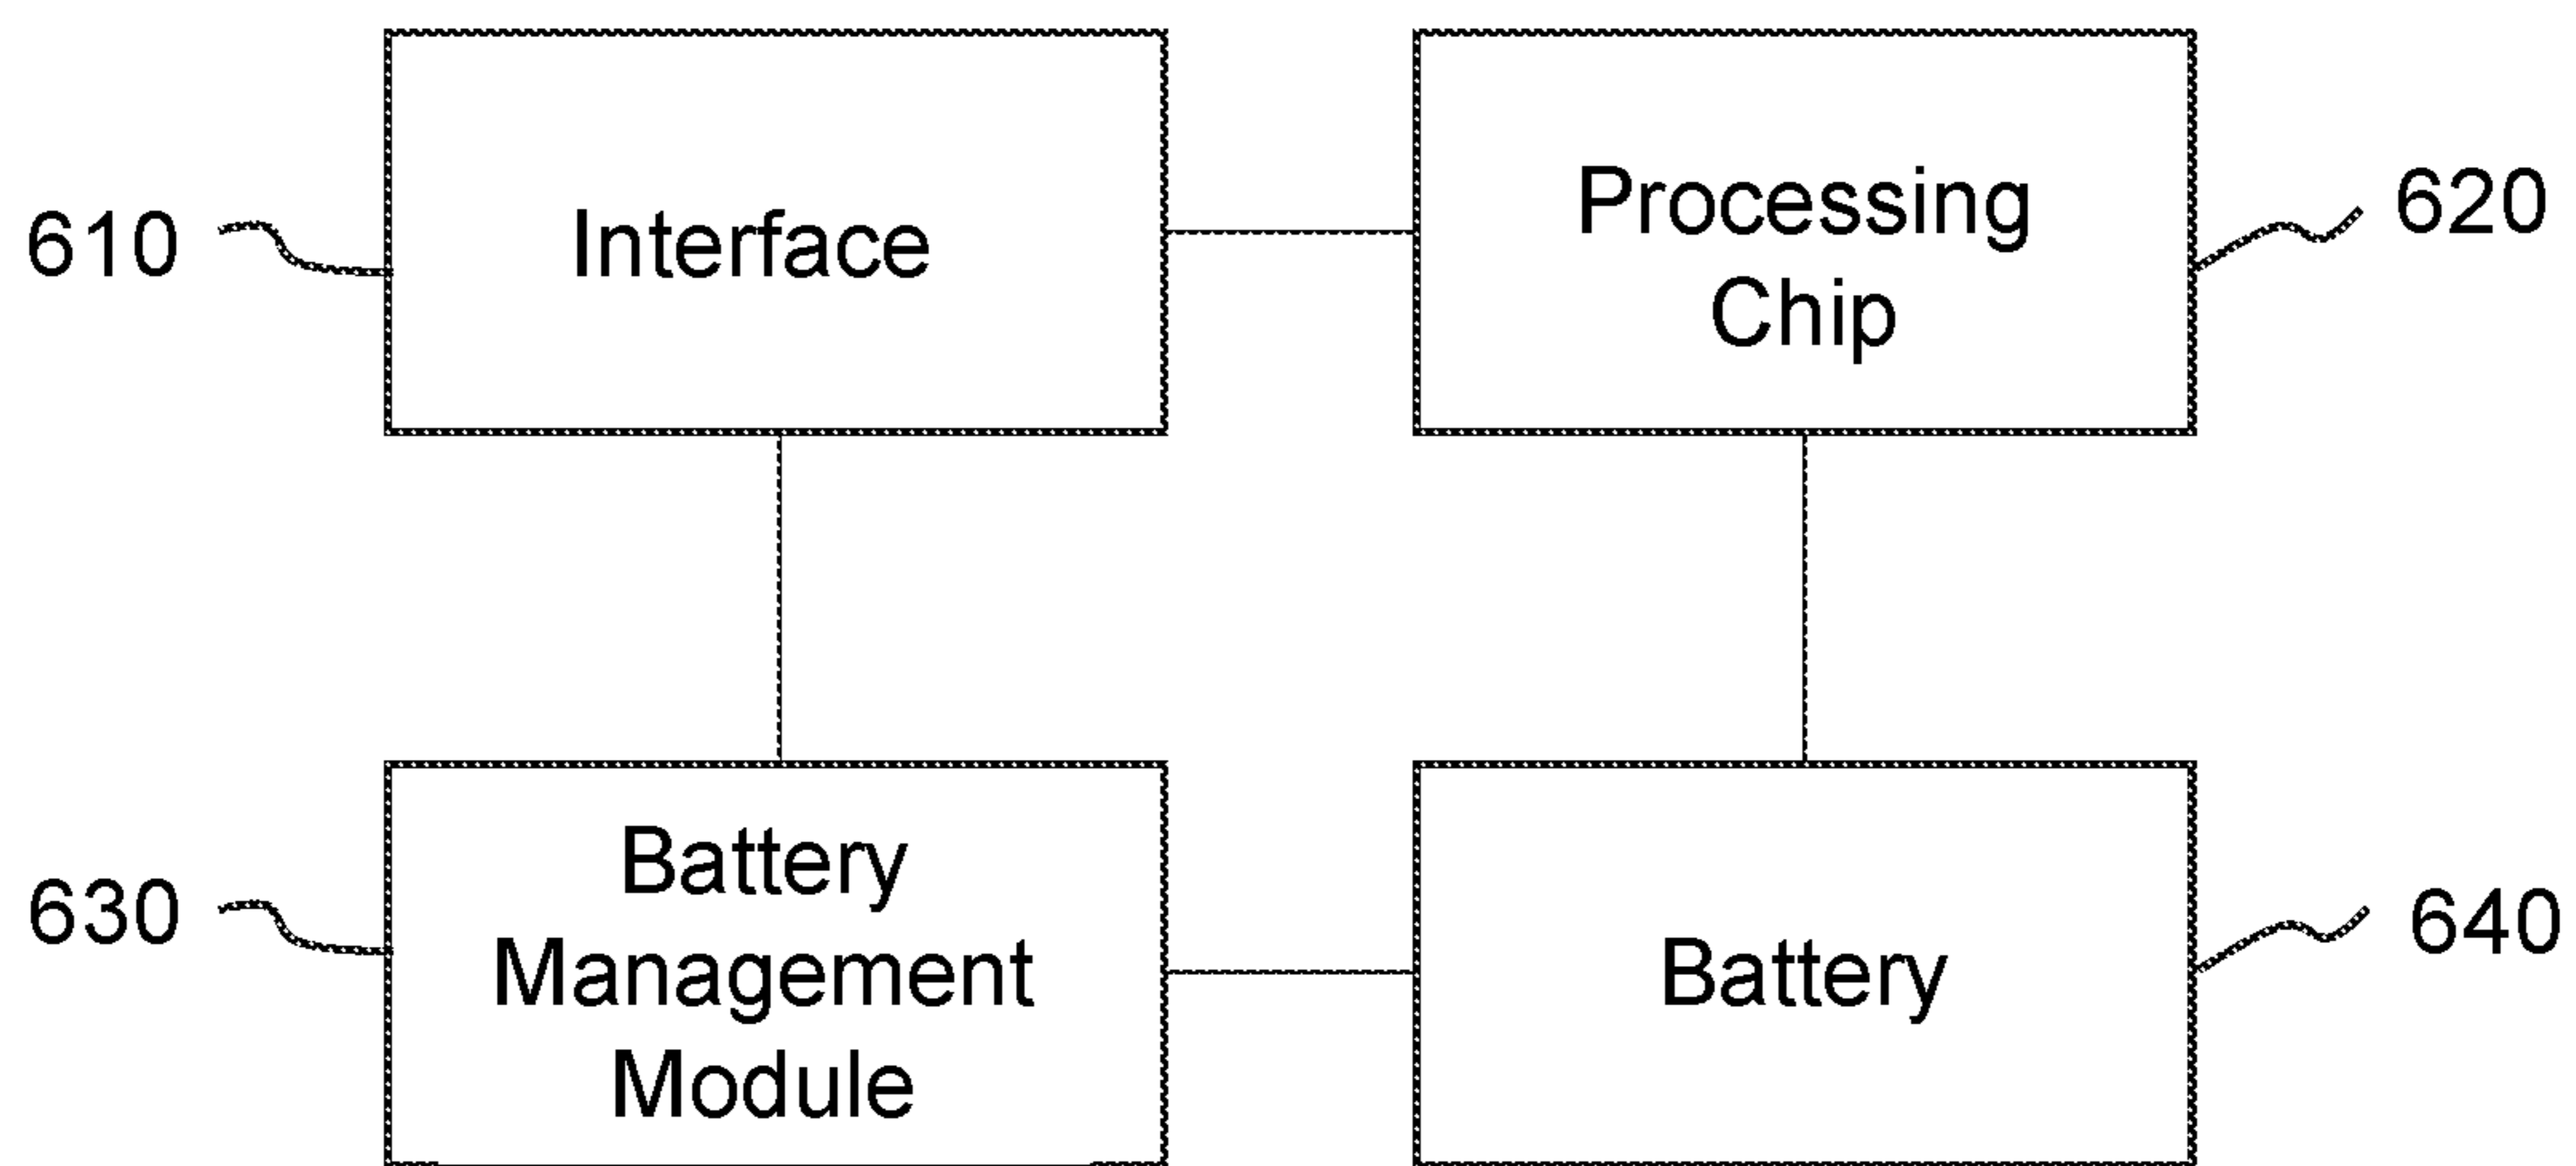 610
Interface
Processing
Chip
620
630
Battery
Management
Module
Battery
640